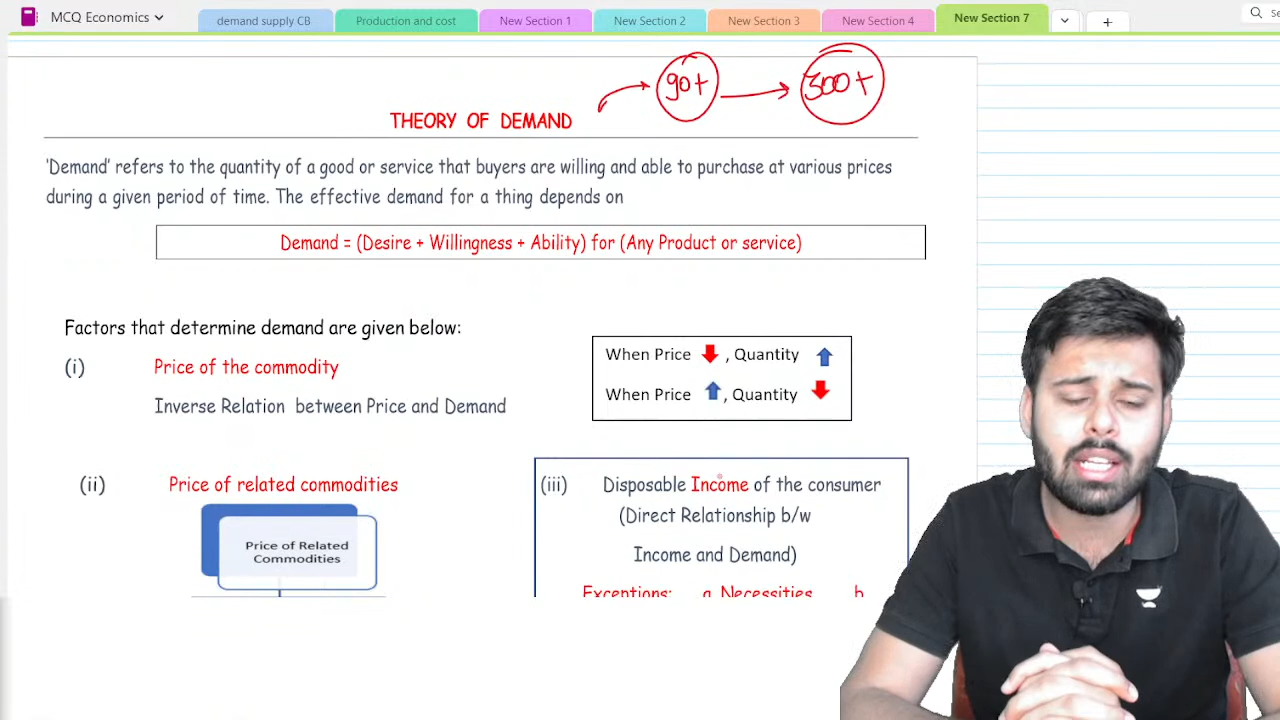 MCQ Economics
demand supply CB
Production and cost
New Section 1
New Section 2
New Section 3
New Section 4
New Section 7
+
90+
300+
THEORY OF DEMAND
'Demand' refers to the quantity of a good or service that buyers are willing and able to purchase at various prices
during a given period of time. The effective demand for a thing depends on
Demand = (Desire + Willingness + Ability) for (Any Product or service)
Factors that determine demand are given below:
(i) Price of the commodity
Inverse Relation between Price and Demand
When Price , Quantity
When Price , Quantity
(ii) Price of related commodities
Price of Related
Commodities
(iii) Disposable Income of the consumer
(Direct Relationship b/w
Income and Demand)
Exceptions: a Necessities b